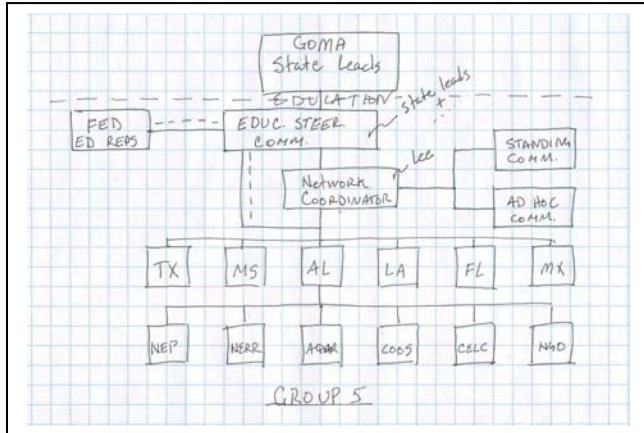 GOMA
State Leads
EDUCATION
FED
ED REPS
EDUC. STEER.
COMM.
State leads
+
Network
Coordinator
Lee
STANDING
COMM.
AD HOC
COMM.
TX MS AL LA FL MX
NEP NERR COOS CELC NGO
GROUP 5